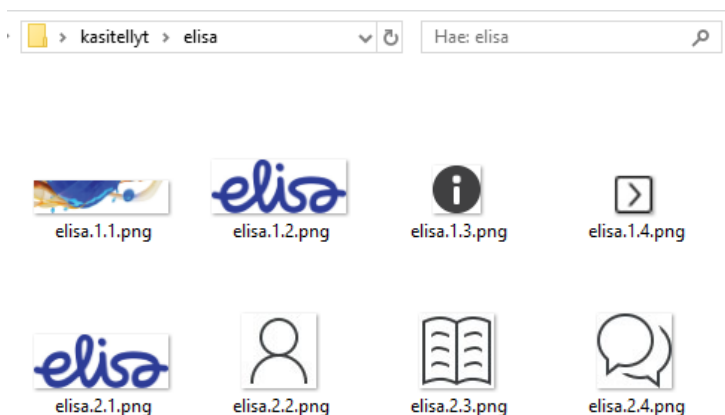 kasitellyt > elisa
Hae: elisa
elisa
i
elisa.1.1.png
elisa.1.2.png
elisa.1.3.png
elisa.1.4.png
elisa
elisa.2.1.png
elisa.2.2.png
elisa.2.3.png
elisa.2.4.png